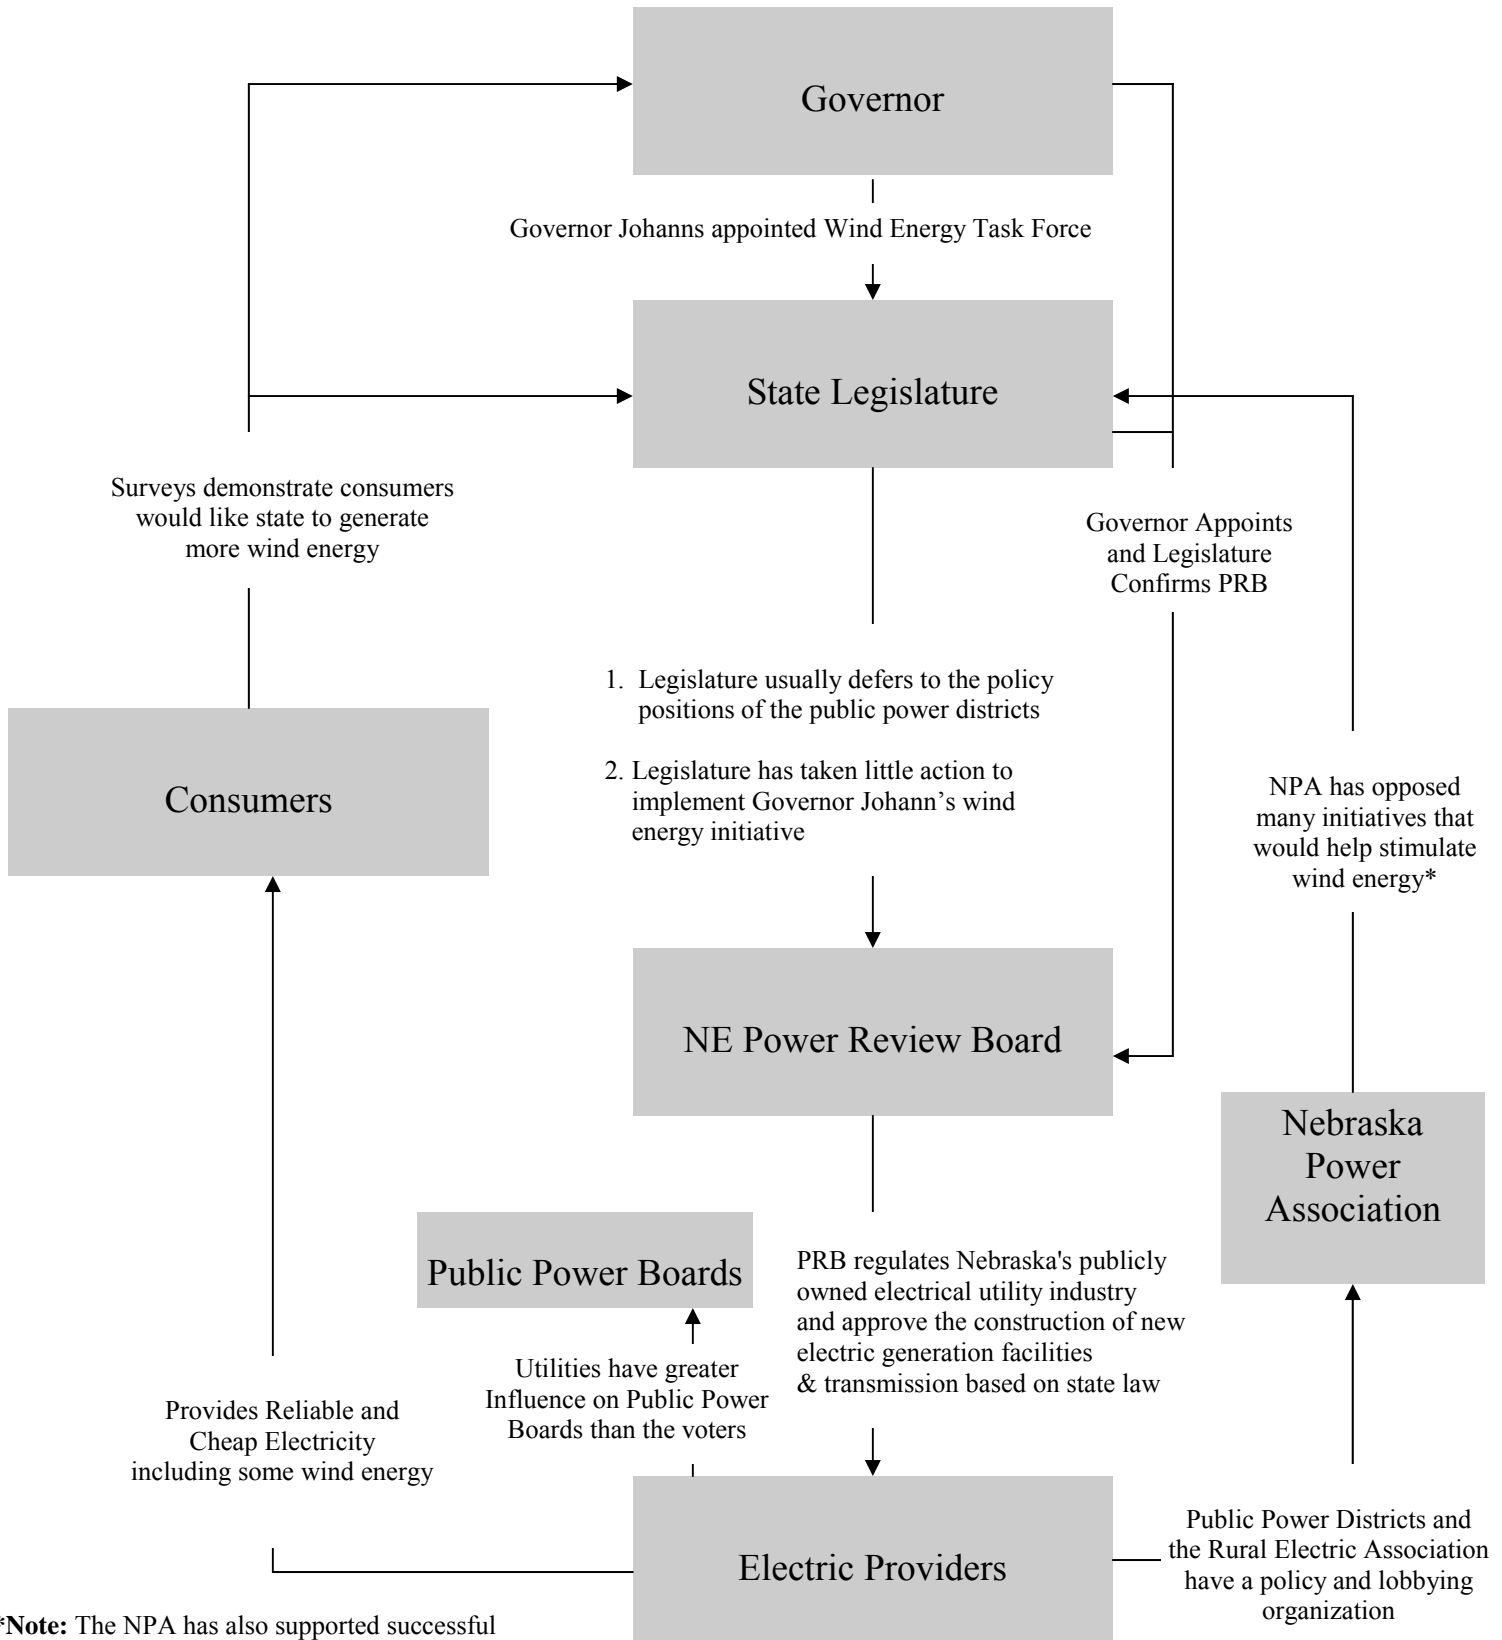 Governor
Governor Johanns appointed Wind Energy Task Force
State Legislature
Surveys demonstrate consumers
would like state to generate
more wind energy
Governor Appoints
and Legislature
Confirms PRB
1. Legislature usually defers to the policy
positions of the public power districts
2. Legislature has taken little action to
implement Governor Johann’s wind
energy initiative
Consumers
NPA has opposed
many initiatives that
would help stimulate
wind energy*
NE Power Review Board
Nebraska
Power
Association
Public Power Boards
PRB regulates Nebraska's publicly
owned electrical utility industry
and approve the construction of new
electric generation facilities
& transmission based on state law
Utilities have greater
Influence on Public Power
Boards than the voters
Provides Reliable and
Cheap Electricity
including some wind energy
Electric Providers
Public Power Districts and
the Rural Electric Association
have a policy and lobbying
organization
*Note: The NPA has also supported successful